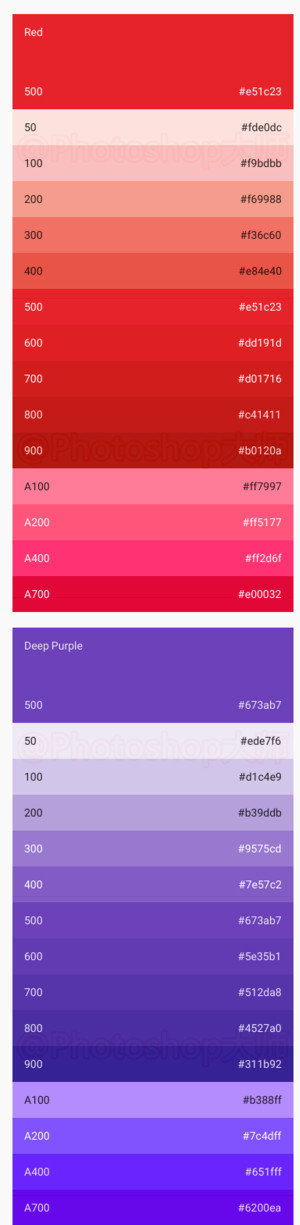 Red
500 #e51c23
50 #fde0dc
100 #f9bdbb
200 #f69988
300 #f36c60
400 #e84e40
500 #e51c23
600 #dd191d
700 #d01716
800 #c41411
900 #b0120a
A100 #ff7997
A200 #ff5177
A400 #ff2d6f
A700 #e00032
Deep Purple
500 #673ab7
50 #ede7f6
100 #d1c4e9
200 #b39ddb
300 #9575cd
400 #7e57c2
500 #673ab7
600 #5e35b1
700 #512da8
800 #4527a0
900 #311b92
A100 #b388ff
A200 #7c4dff
A400 #651fff
A700 #6200ea